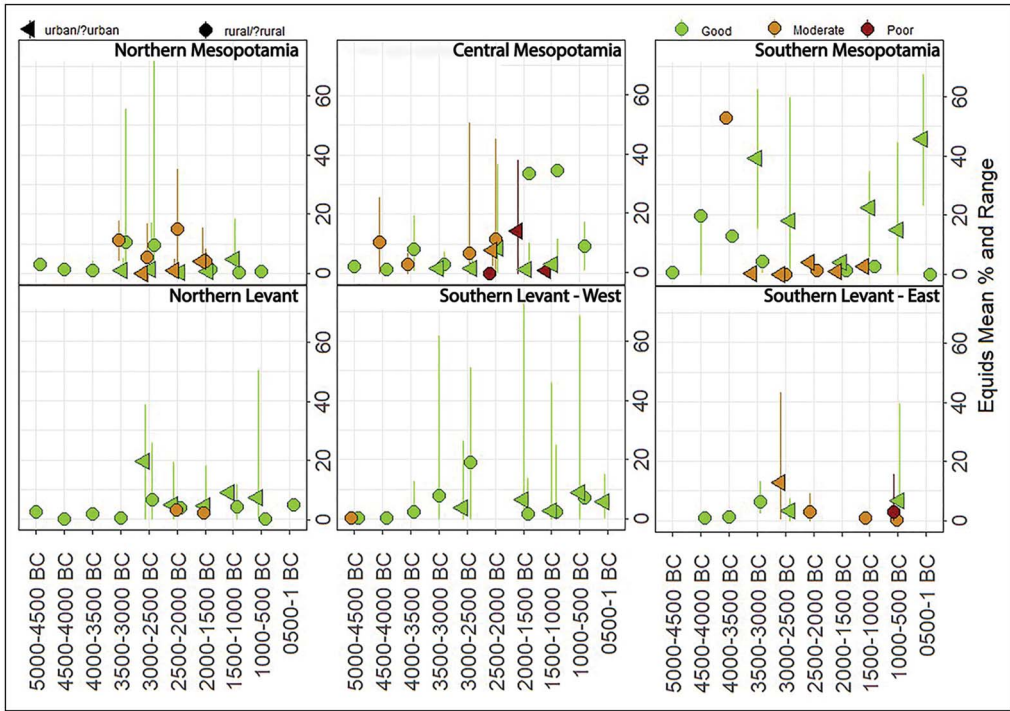 urban/?urban rural/?rural Good Moderate Poor
Northern Mesopotamia Central Mesopotamia Southern Mesopotamia
60
40
20
0
60
40
20
0
60
40
20
0
Northern Levant Southern Levant - West Southern Levant - East
60
40
20
0
60
40
20
0
60
40
20
0
Equids Mean % and Range
5000-4500 BC
4500-4000 BC
4000-3500 BC
3500-3000 BC
3000-2500 BC
2500-2000 BC
2000-1500 BC
1500-1000 BC
1000-500 BC
0500-1 BC
5000-4500 BC
4500-4000 BC
4000-3500 BC
3500-3000 BC
3000-2500 BC
2500-2000 BC
2000-1500 BC
1500-1000 BC
1000-500 BC
0500-1 BC
5000-4500 BC
4500-4000 BC
4000-3500 BC
3500-3000 BC
3000-2500 BC
2500-2000 BC
2000-1500 BC
1500-1000 BC
1000-500 BC
0500-1 BC